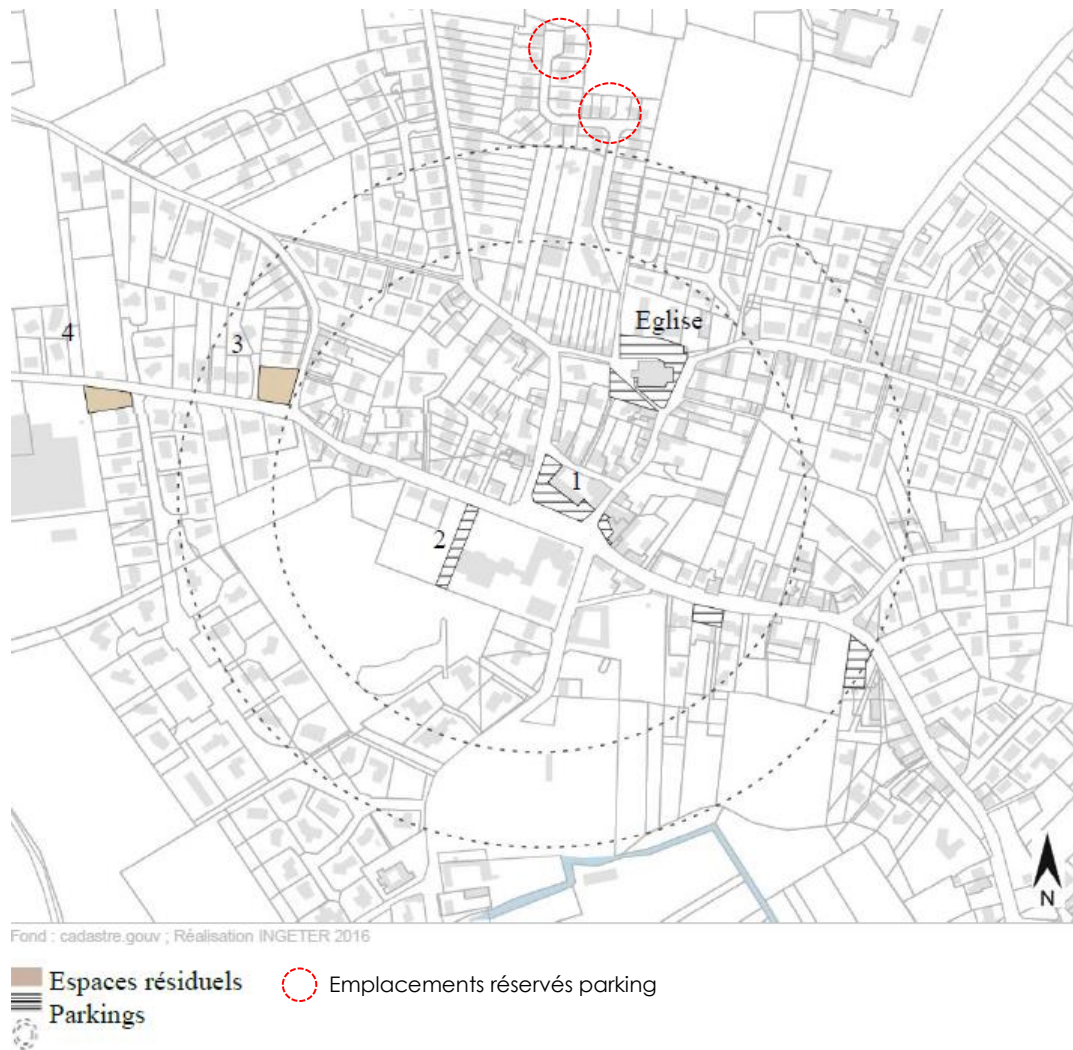 Eglise
4
3
1
2
N
Fond : cadastre.gouv ; Réalisation INGETER 2016
Espaces résiduels
Emplacements réservés parking
Parkings